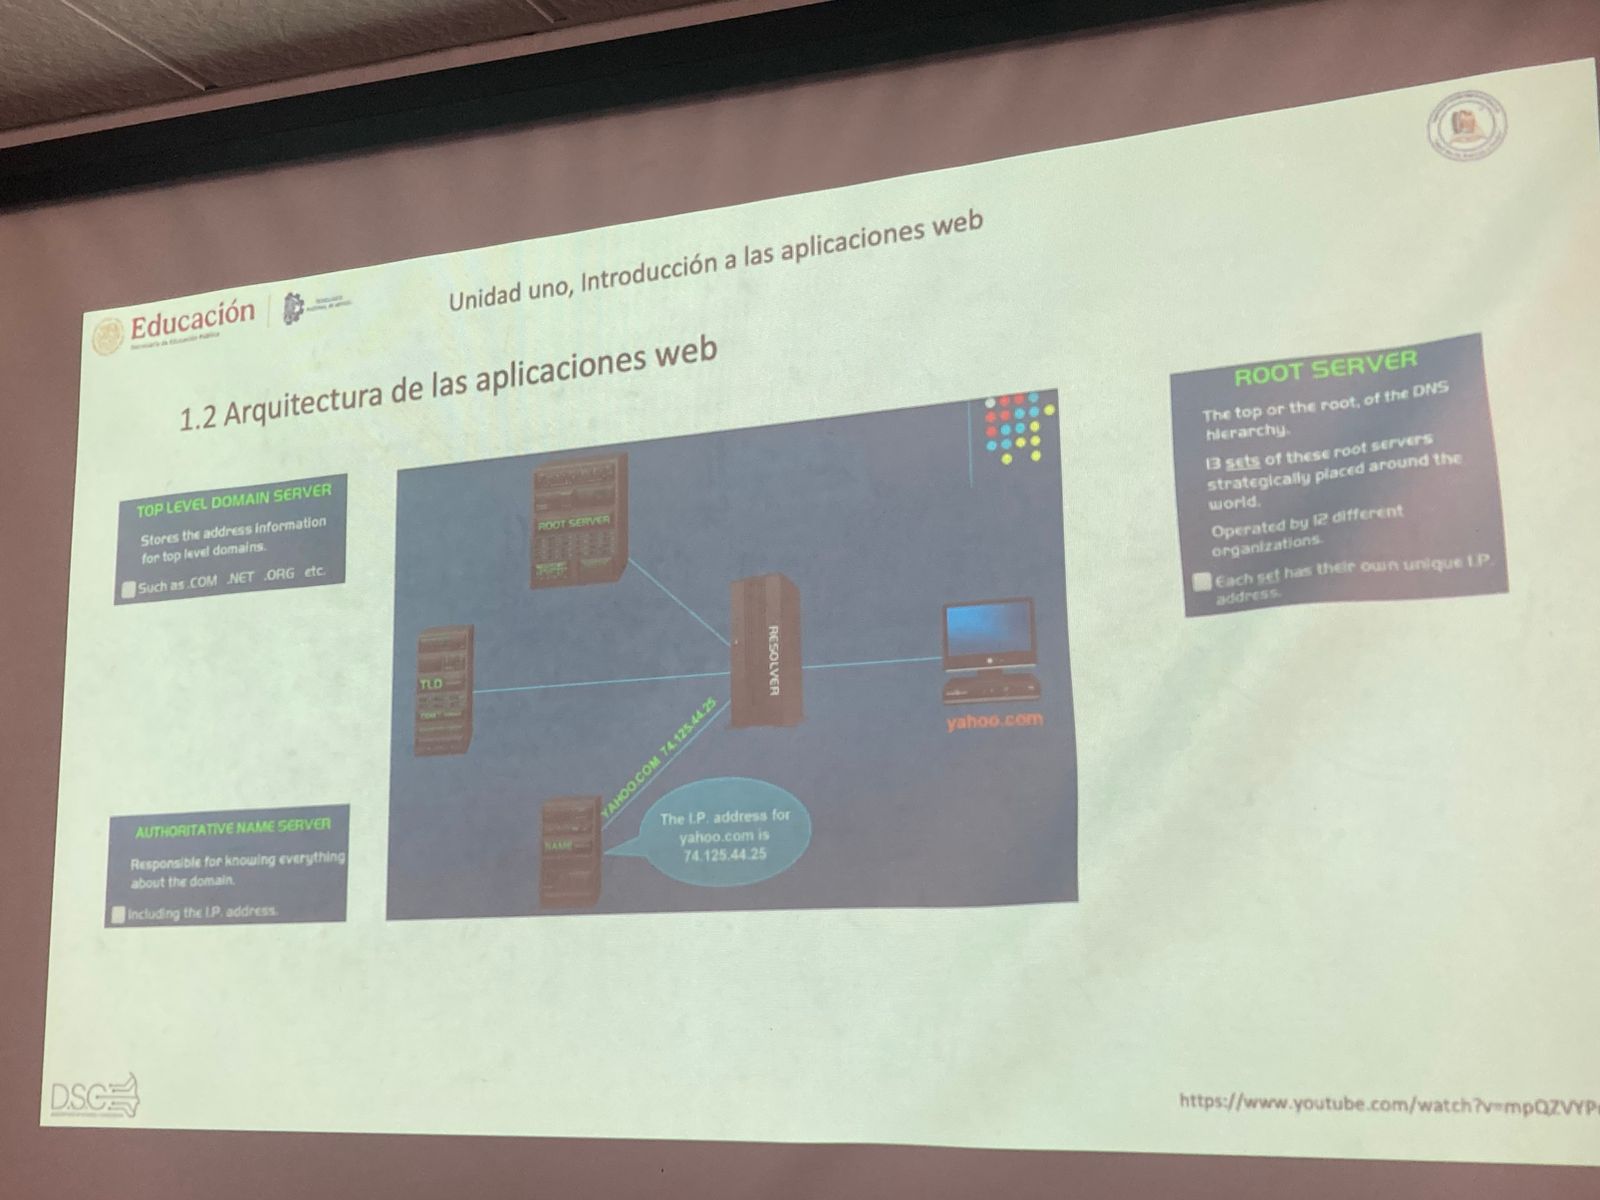 Educación
Secretaría de Educación Pública
TECNOLÓGICO
NACIONAL DE MÉXICO
Unidad uno, Introducción a las aplicaciones web
1.2 Arquitectura de las aplicaciones web
TOP LEVEL DOMAIN SERVER
Stores the address information
for top level domains.
Such as .COM .NET .ORG etc.
AUTHORITATIVE NAME SERVER
Responsible for knowing everything
about the domain.
Including the I.P. address.
ROOT SERVER
TLD
RESOLVER
yahoo.com
YAHOO.COM 74.125.44.25
NAME
The I.P. address for
yahoo.com is
74.125.44.25
ROOT SERVER
The top or the root, of the DNS
hierarchy.
13 sets of these root servers
strategically placed around the
world.
Operated by 12 different
organizations.
Each set has their own unique I.P.
address.
DSC
https://www.youtube.com/watch?v=mpQZVYP